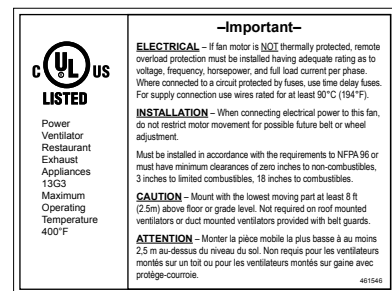 c UL US
LISTED
Power
Ventilator
Restaurant
Exhaust
Appliances
13G3
Maximum
Operating
Temperature
400°F
–Important–
ELECTRICAL – If fan motor is NOT thermally protected, remote
overload protection must be installed having adequate rating as to
voltage, frequency, horsepower, and full load current per phase.
Where connected to a circuit protected by fuses, use time delay fuses.
For supply connection use wires rated for at least 90°C (194°F).
INSTALLATION – When connecting electrical power to this fan,
do not restrict motor movement for possible future belt or wheel
adjustment.
Must be installed in accordance with the requirements to NFPA 96 or
must have minimum clearances of zero inches to non-combustibles,
3 inches to limited combustibles, 18 inches to combustibles.
CAUTION – Mount with the lowest moving part at least 8 ft
(2.5m) above floor or grade level. Not required on roof mounted
ventilators or duct mounted ventilators provided with belt guards.
ATTENTION – Monter la pièce mobile la plus basse à au moins
2,5 m au-dessus du niveau du sol. Non requis pour les ventilateurs
montés sur un toit ou pour les ventilateurs montés sur gaine avec
protège-courroie.
461546